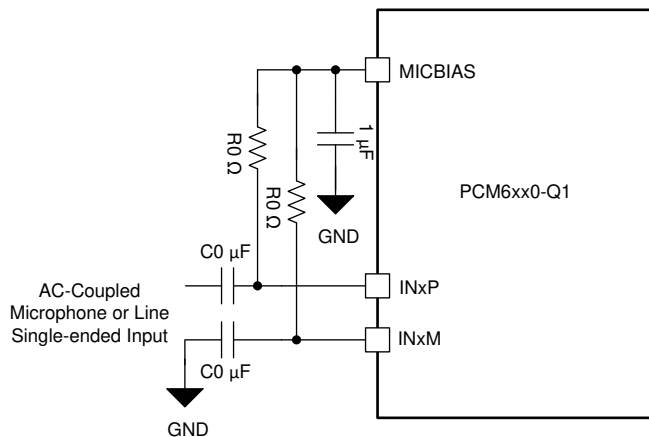 MICBIAS
R0 Ω
R0 Ω
1 µF
GND
PCM6xx0-Q1
C0 µF
INxP
AC-Coupled
Microphone or Line
Single-ended Input
INxM
C0 µF
GND